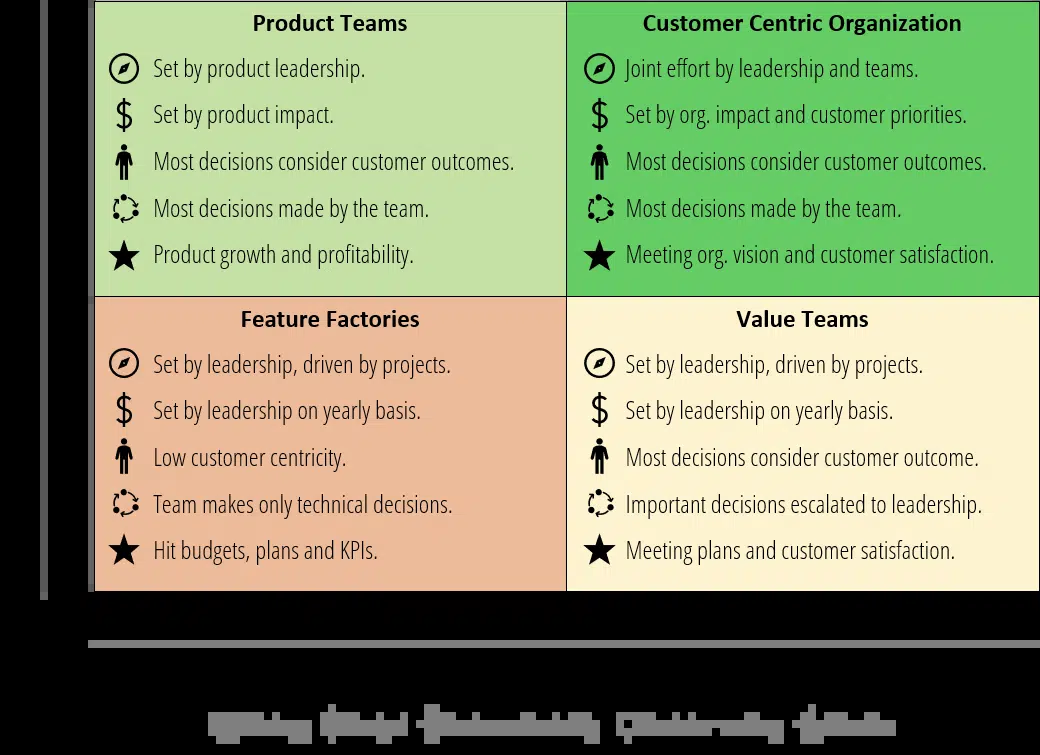 Product Teams
Set by product leadership.
Set by product impact.
Most decisions consider customer outcomes.
Most decisions made by the team.
Product growth and profitability.
Customer Centric Organization
Joint effort by leadership and teams.
Set by org. impact and customer priorities.
Most decisions consider customer outcomes.
Most decisions made by the team.
Meeting org. vision and customer satisfaction.
Feature Factories
Set by leadership, driven by projects.
Set by leadership on yearly basis.
Low customer centricity.
Team makes only technical decisions.
Hit budgets, plans and KPIs.
Value Teams
Set by leadership, driven by projects.
Set by leadership on yearly basis.
Most decisions consider customer outcome.
Important decisions escalated to leadership.
Meeting plans and customer satisfaction.